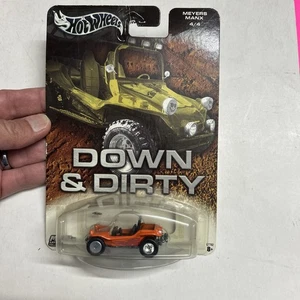 HOT WHEELS
MEYERS
MANX
4/4
DOWN
& DIRTY